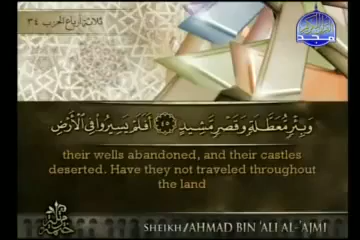 ثلاثة أرباع الحزب ٣٤
وَبِئْرٍ مُّعَطَّلَةٍ وَقَصْرٍ مَّشِيدٍ ٤٥ أَفَلَمْ يَسِيرُوا۟ فِى ٱلْأَرْضِ
their wells abandoned, and their castles
deserted. Have they not traveled throughout
the land
SHEIKH/AHMAD BIN 'ALI AL-'AJMI